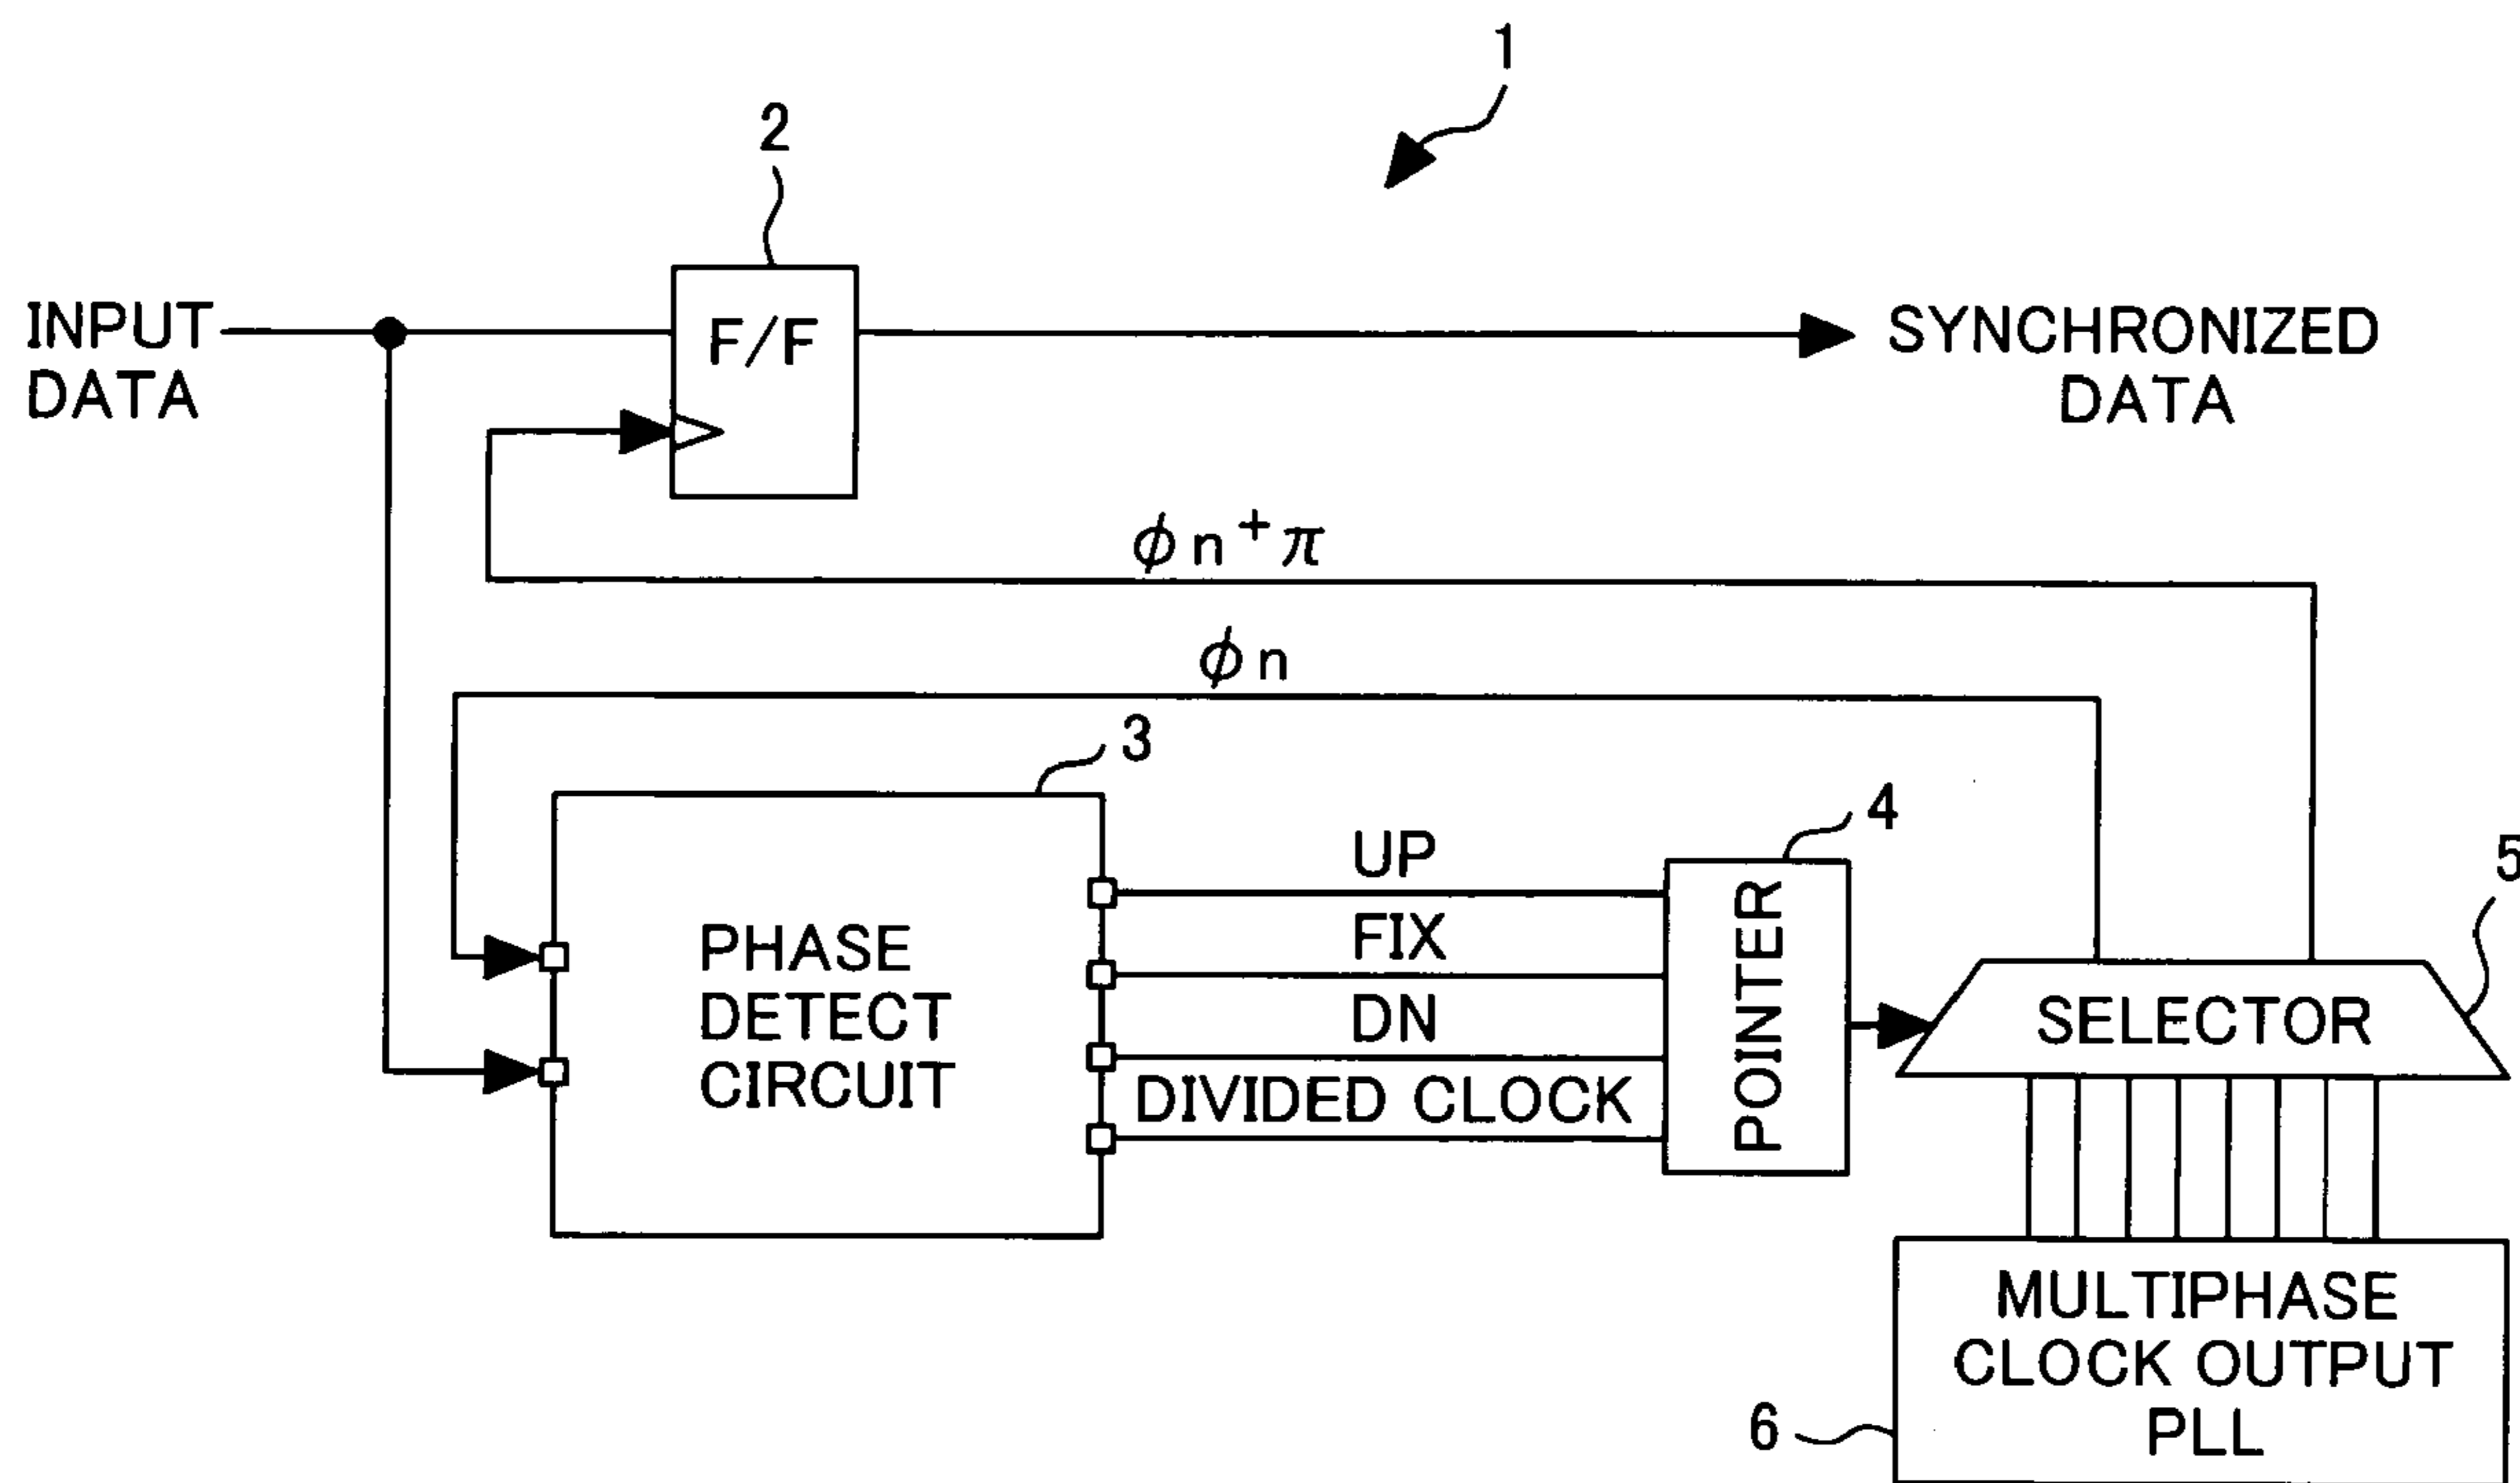 1
2
INPUT
DATA
F/F
SYNCHRONIZED
DATA
ϕn+π
ϕn
3
4
5
UP
FIX
DN
DIVIDED CLOCK
PHASE
DETECT
CIRCUIT
POINTER
SELECTOR
MULTIPHASE
CLOCK OUTPUT
PLL
6